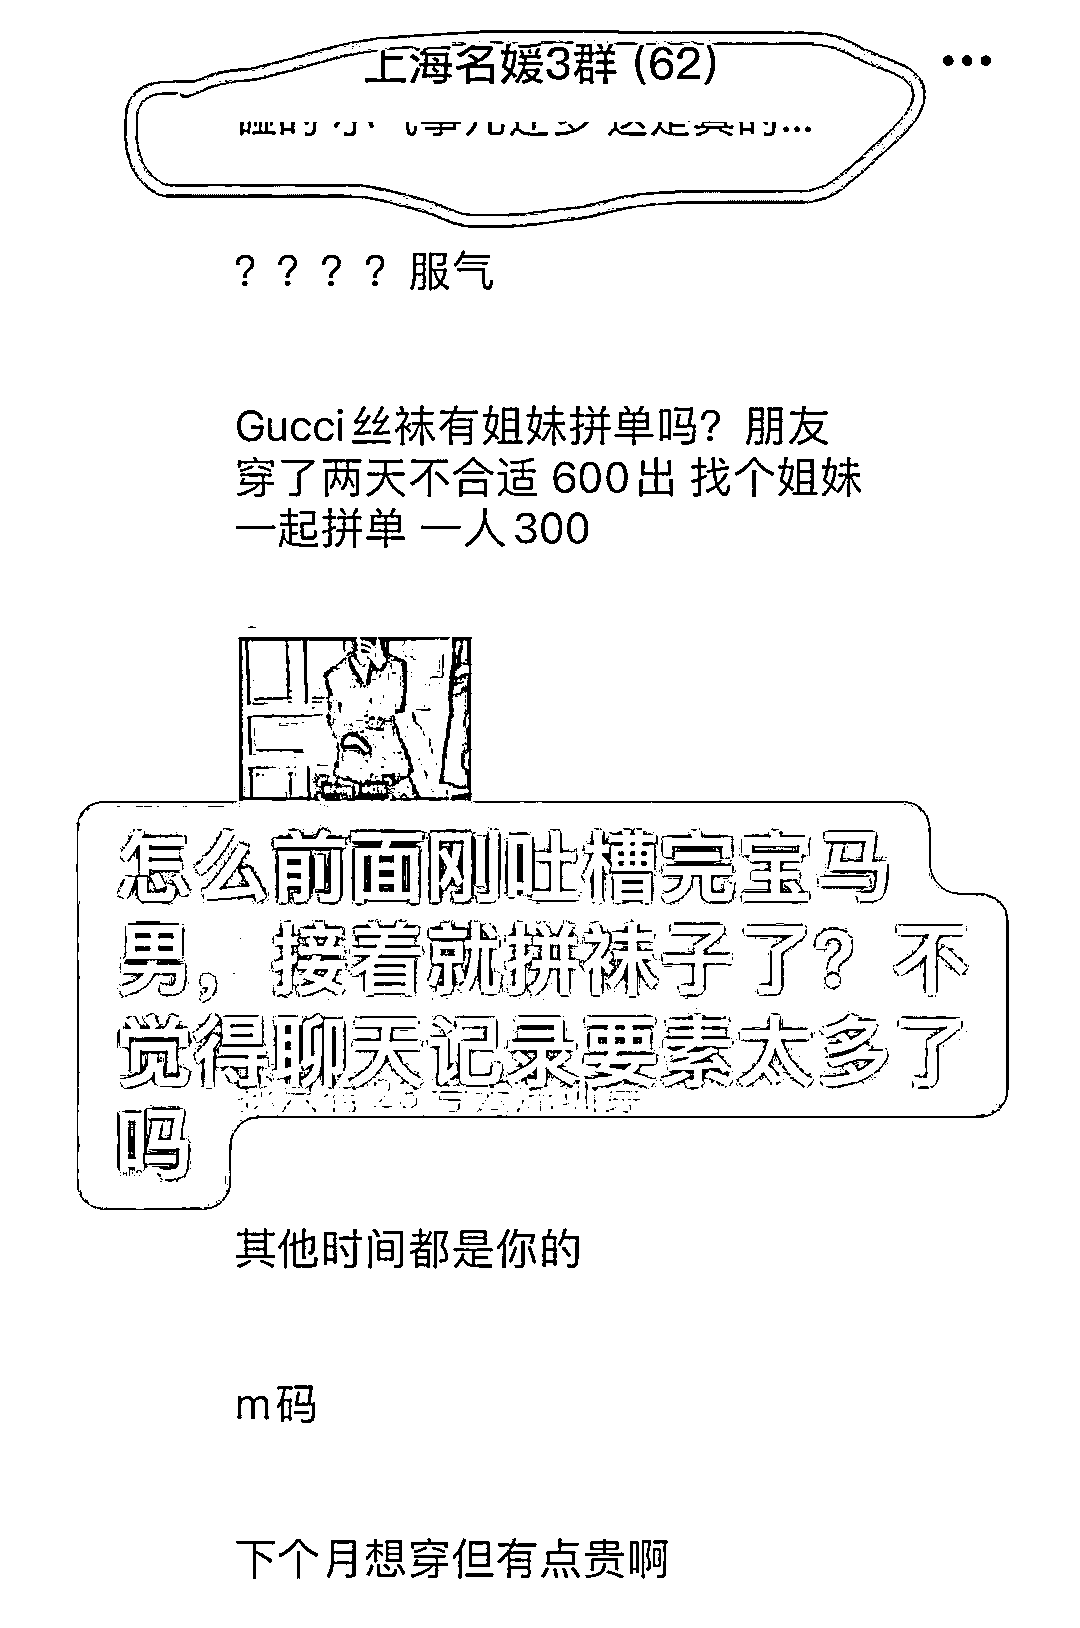 上海名媛3群 (62)
？？？？服气
Gucci丝袜有姐妹拼单吗？朋友
穿了两天不合适 600出 找个姐妹
一起拼单 一人300
怎么前面刚吐槽完宝马
男，接着就拼袜子了？不
觉得聊天记录要素太多了
吗
其他时间都是你的
m码
下个月想穿但有点贵啊